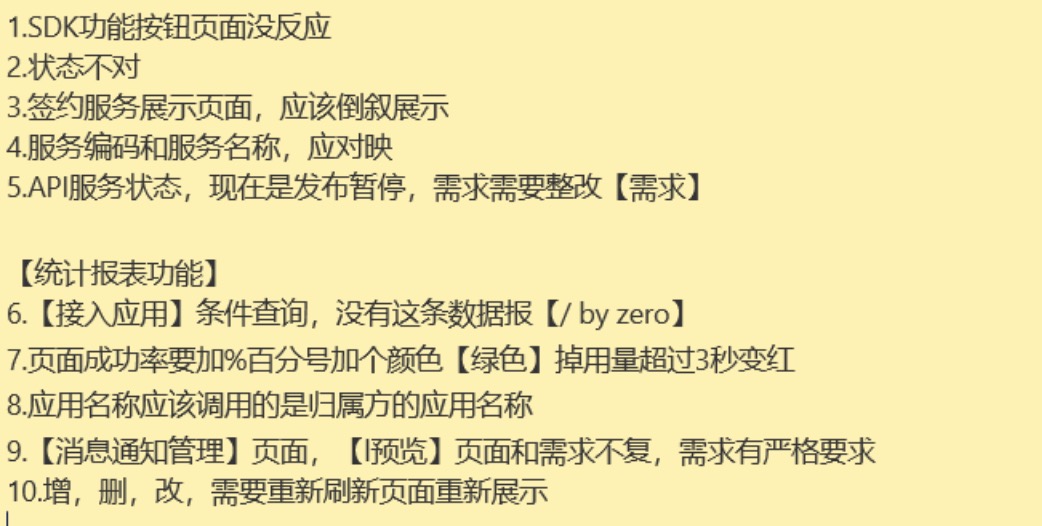 1.SDK功能按钮页面没反应
2.状态不对
3.签约服务展示页面，应该倒叙展示
4.服务编码和服务名称，应对映
5.API服务状态，现在是发布暂停，需求需要整改【需求】
【统计报表功能】
6.【接入应用】条件查询，没有这条数据报【/ by zero】
7.页面成功率要加%百分号加个颜色【绿色】掉用量超过3秒变红
8.应用名称应该调用的是归属方的应用名称
9.【消息通知管理】页面，【l预览】页面和需求不复，需求有严格要求
10.增，删，改，需要重新刷新页面重新展示